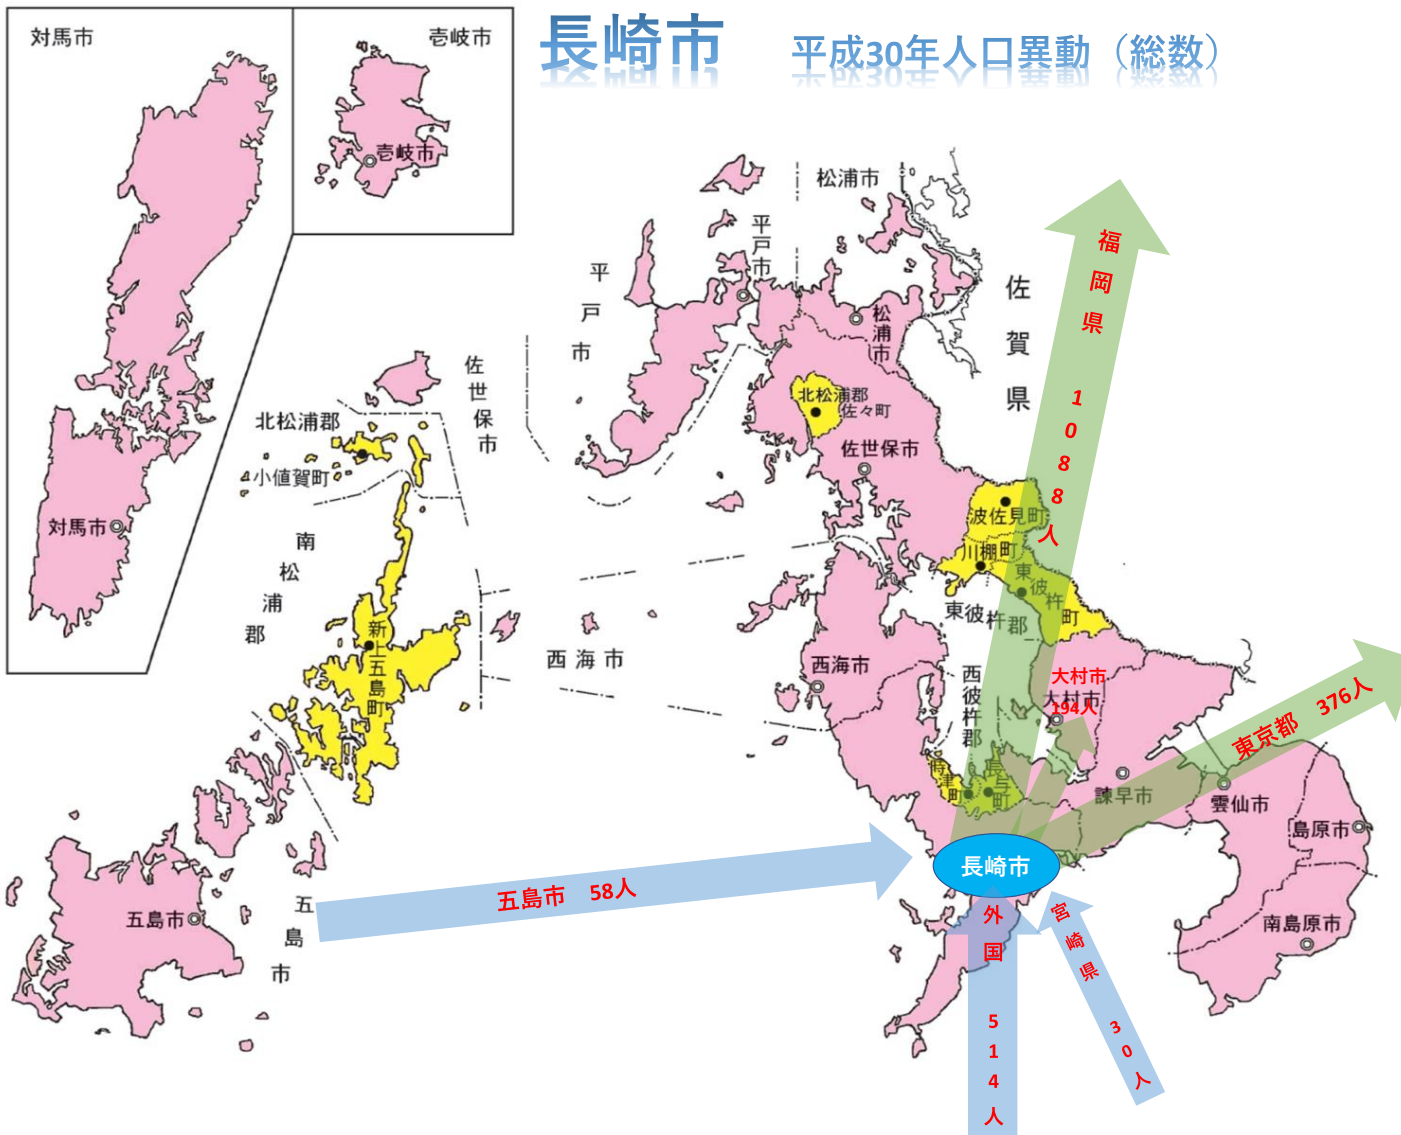 長崎市 平成30年人口異動（総数）
対馬市
壱岐市
壱岐市
対馬市
松浦市
平戸市
平戸市
松浦市
佐賀県
福岡県 1088人
佐世保市
北松浦郡
小値賀町
北松浦郡
佐々町
佐世保市
波佐見町
川棚町
東彼杵町
東彼杵郡
南松浦郡
新上五島町
西海市
西海市
西彼杵郡
大村市
194人
大村市
東京都 376人
時津町
長与町
諫早市
雲仙市
島原市
南島原市
長崎市
五島市 58人
五島市
五島市
外国 514人
宮崎県 30人